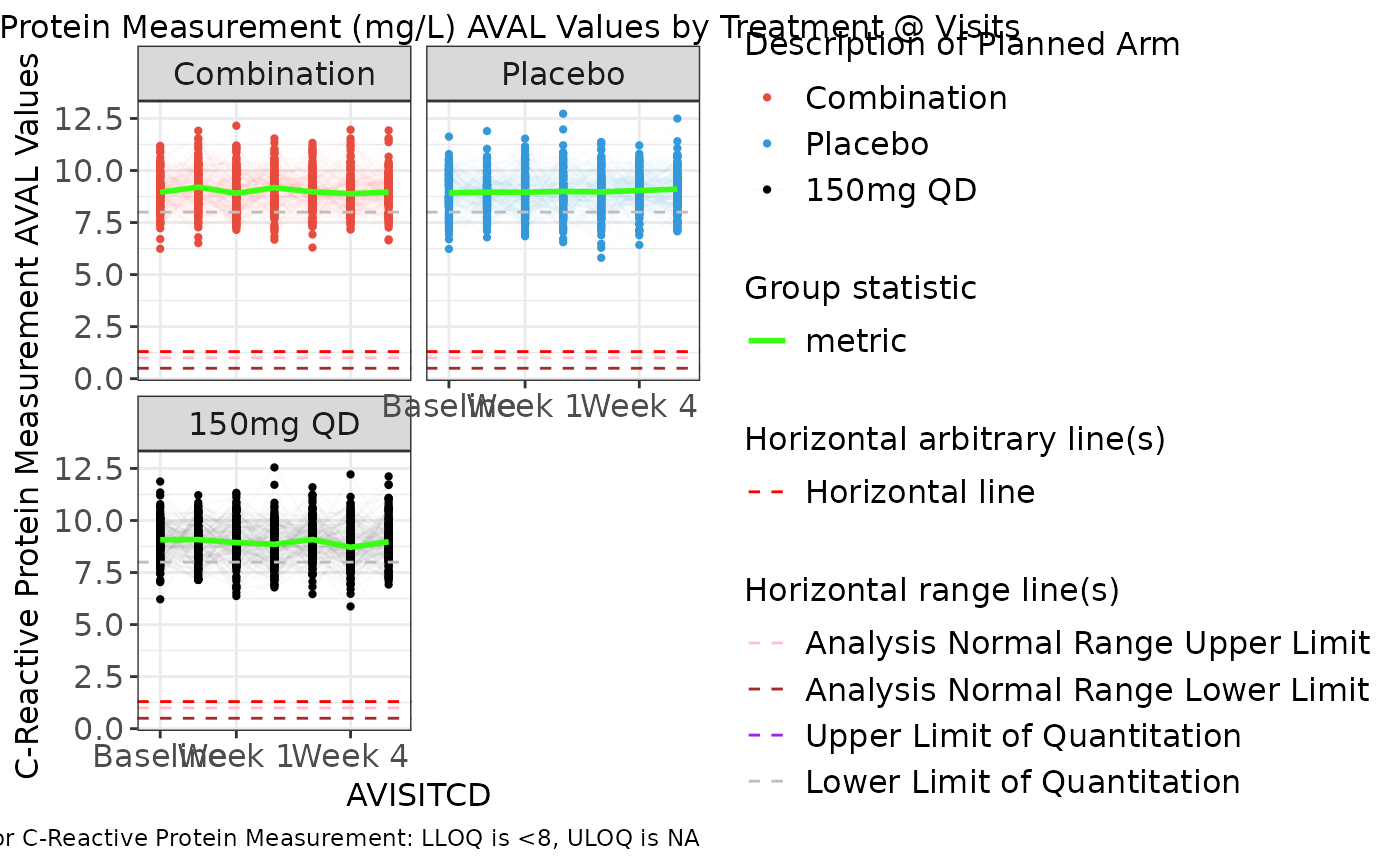 Protein Measurement (mg/L) AVAL Values by Treatment @ Visits
C-Reactive Protein Measurement AVAL Values
Combination
Placebo
12.5
10.0
7.5
5.0
2.5
0.0
Baseline
Week 1
Week 4
150mg QD
12.5
10.0
7.5
5.0
2.5
0.0
Baseline
Week 1
Week 4
AVISITCD
or C-Reactive Protein Measurement: LLOQ is <8, ULOQ is NA
Description of Planned Arm
Combination
Placebo
150mg QD
Group statistic
metric
Horizontal arbitrary line(s)
Horizontal line
Horizontal range line(s)
Analysis Normal Range Upper Limit
Analysis Normal Range Lower Limit
Upper Limit of Quantitation
Lower Limit of Quantitation